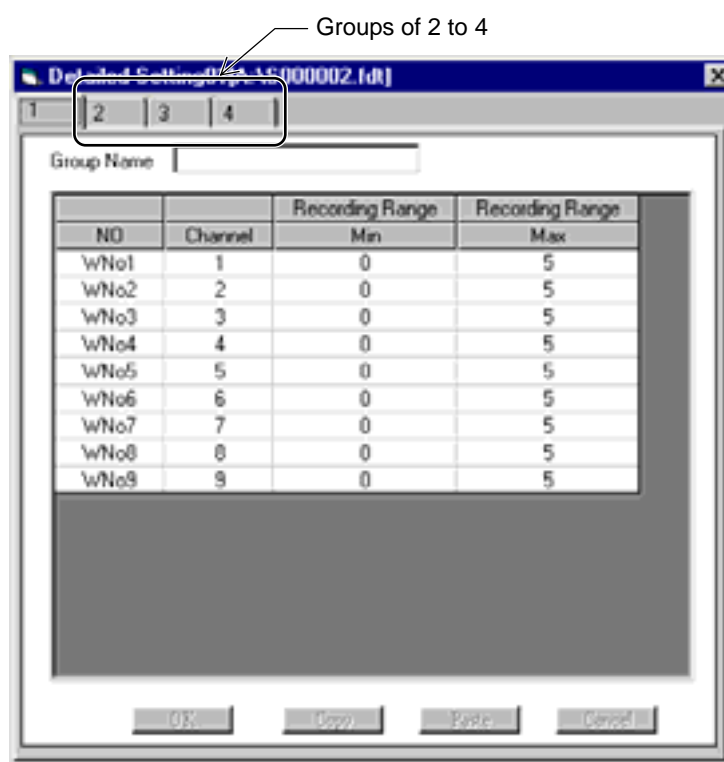 Groups of 2 to 4
Detailed S000002.fdt]
1 2 3 4
Group Name
Recording Range Recording Range
NO Channel Min Max
WNo1 1 0 5
WNo2 2 0 5
WNo3 3 0 5
WNo4 4 0 5
WNo5 5 0 5
WNo6 6 0 5
WNo7 7 0 5
WNo8 8 0 5
WNo9 9 0 5
OK Copy Paste Cancel